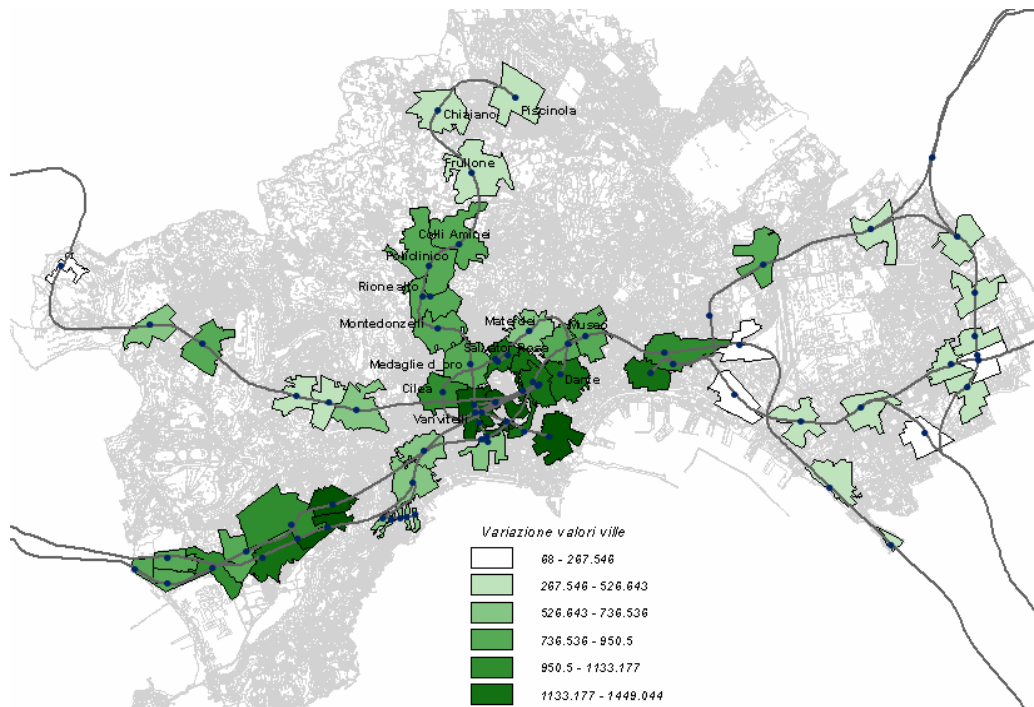 Chiaiano
Piscinola
Frullone
Colli Aminei
Policlinico
Rione alto
Montedonzelli
Materdei
Museo
Salvator Rosa
Medaglie d_oro
Cilea
Dante
Vanvitelli
Variazione valori ville
68 - 267.546
267.546 - 526.643
526.643 - 736.536
736.536 - 950.5
950.5 - 1133.177
1133.177 - 1449.044